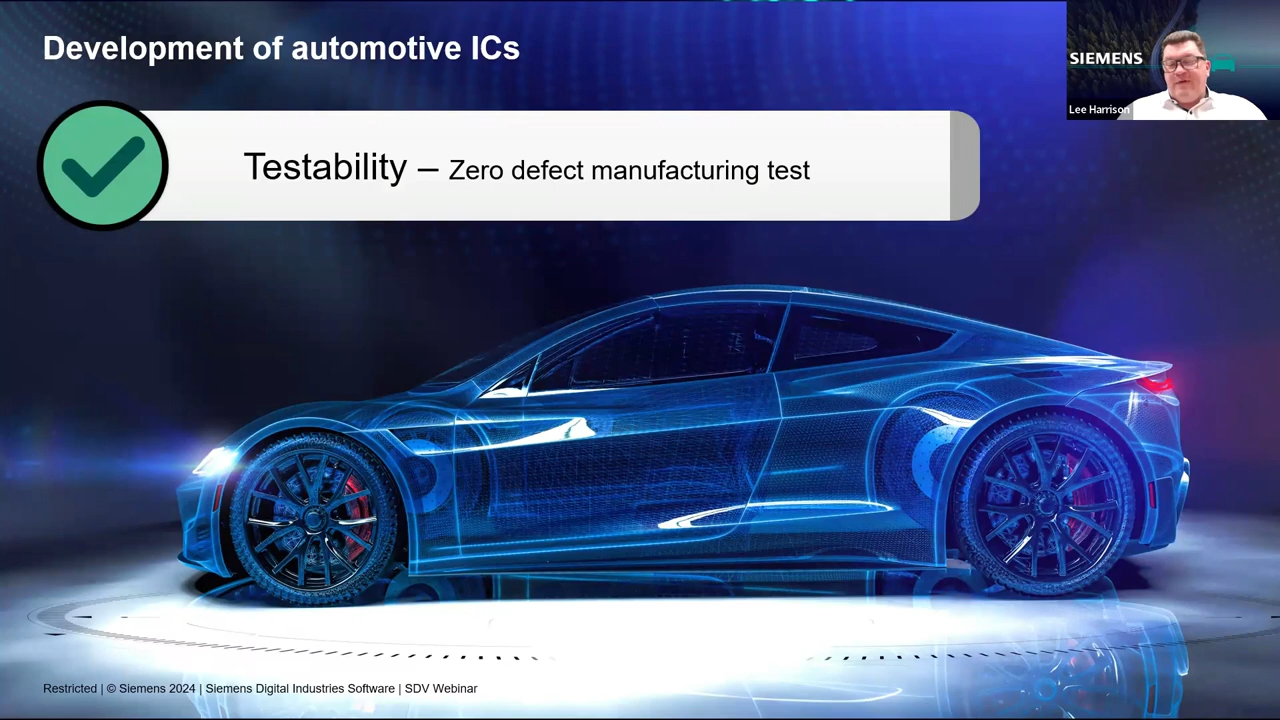 Development of automotive ICs
SIEMENS
Lee Harrison
Testability – Zero defect manufacturing test
Restricted | © Siemens 2024 | Siemens Digital Industries Software | SDV Webinar